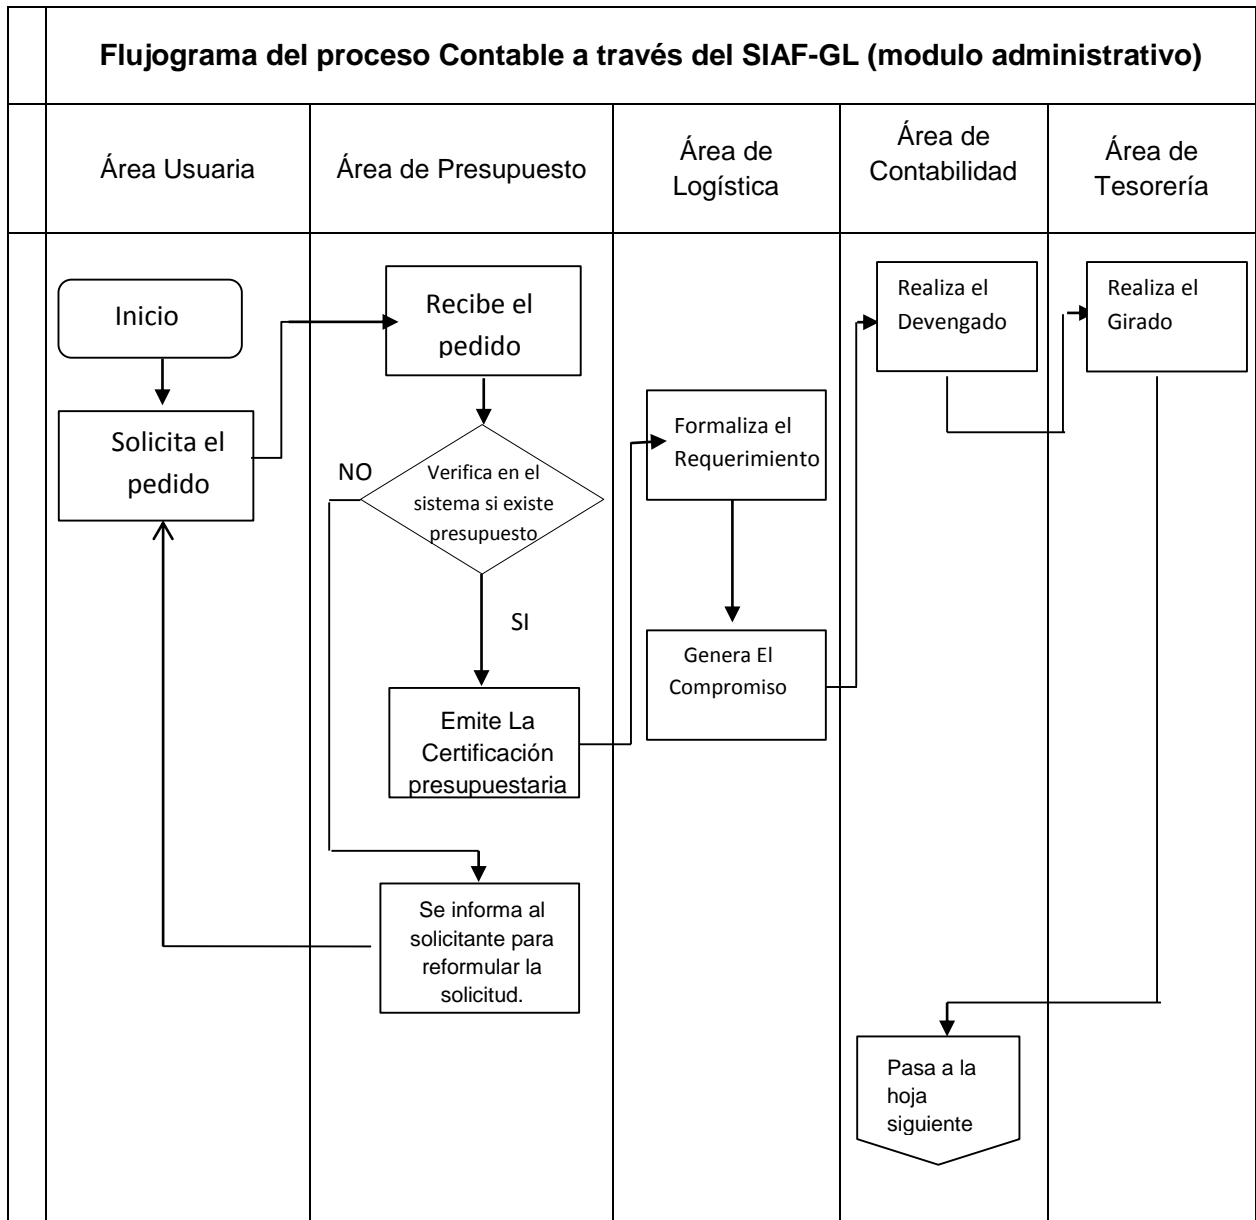 Flujograma del proceso Contable a través del SIAF-GL (modulo administrativo)
Área Usuaria
Área de Presupuesto
Área de
Logística
Área de
Contabilidad
Área de
Tesorería
Inicio
Solicita el
pedido
Recibe el
pedido
NO
Verifica en el
sistema si existe
presupuesto
SI
Emite La
Certificación
presupuestaria
Se informa al
solicitante para
reformular la
solicitud.
Formaliza el
Requerimiento
Genera El
Compromiso
Realiza el
Devengado
Realiza el
Girado
Pasa a la
hoja
siguiente